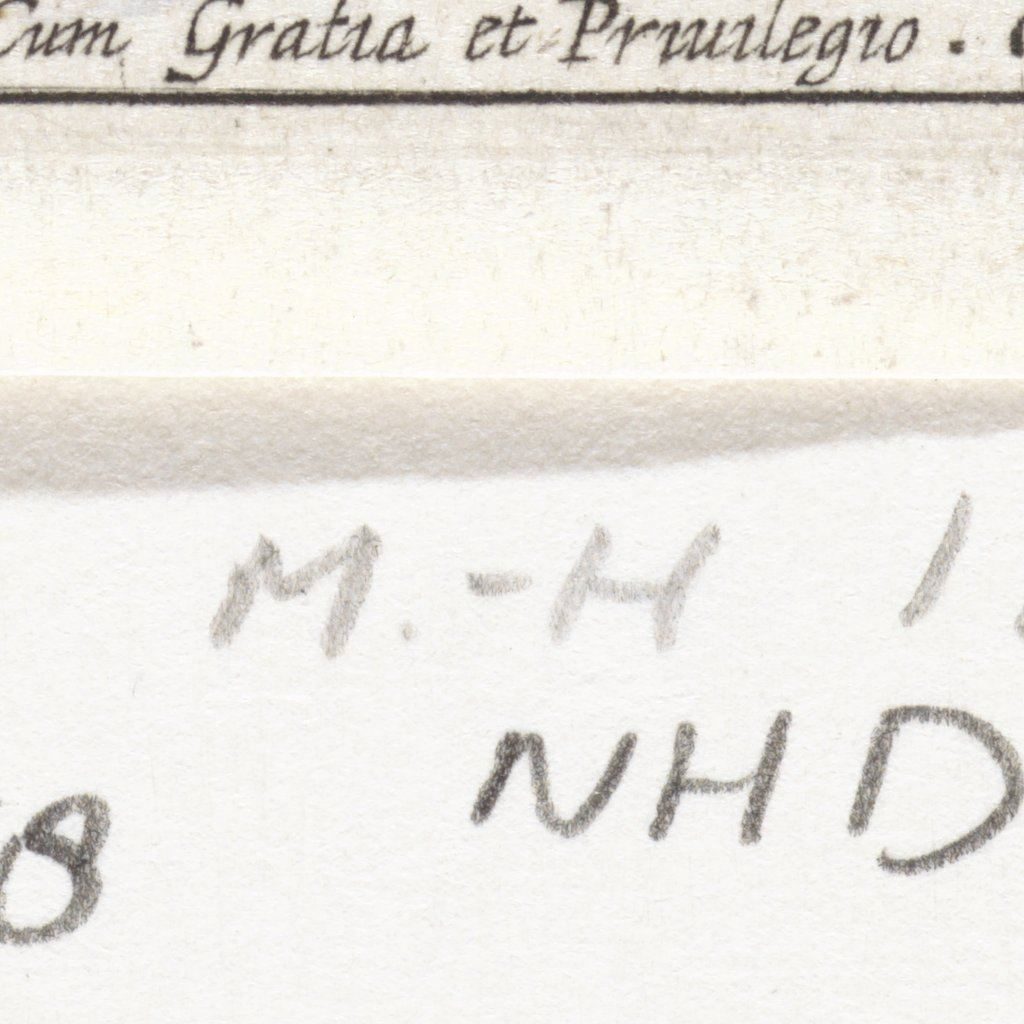 Cum Gratia et Priuilegio .
M.-H 1
NHD
8